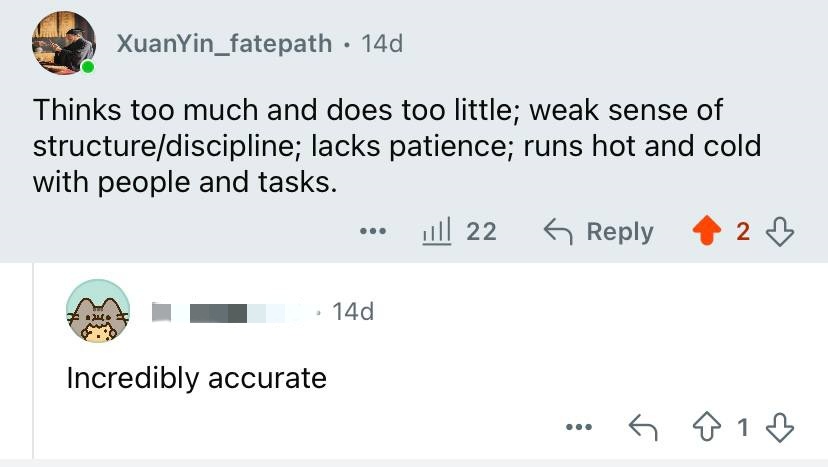 XuanYin_fatepath • 14d
Thinks too much and does too little; weak sense of
structure/discipline; lacks patience; runs hot and cold
with people and tasks.
22 Reply 2
14d
Incredibly accurate
1